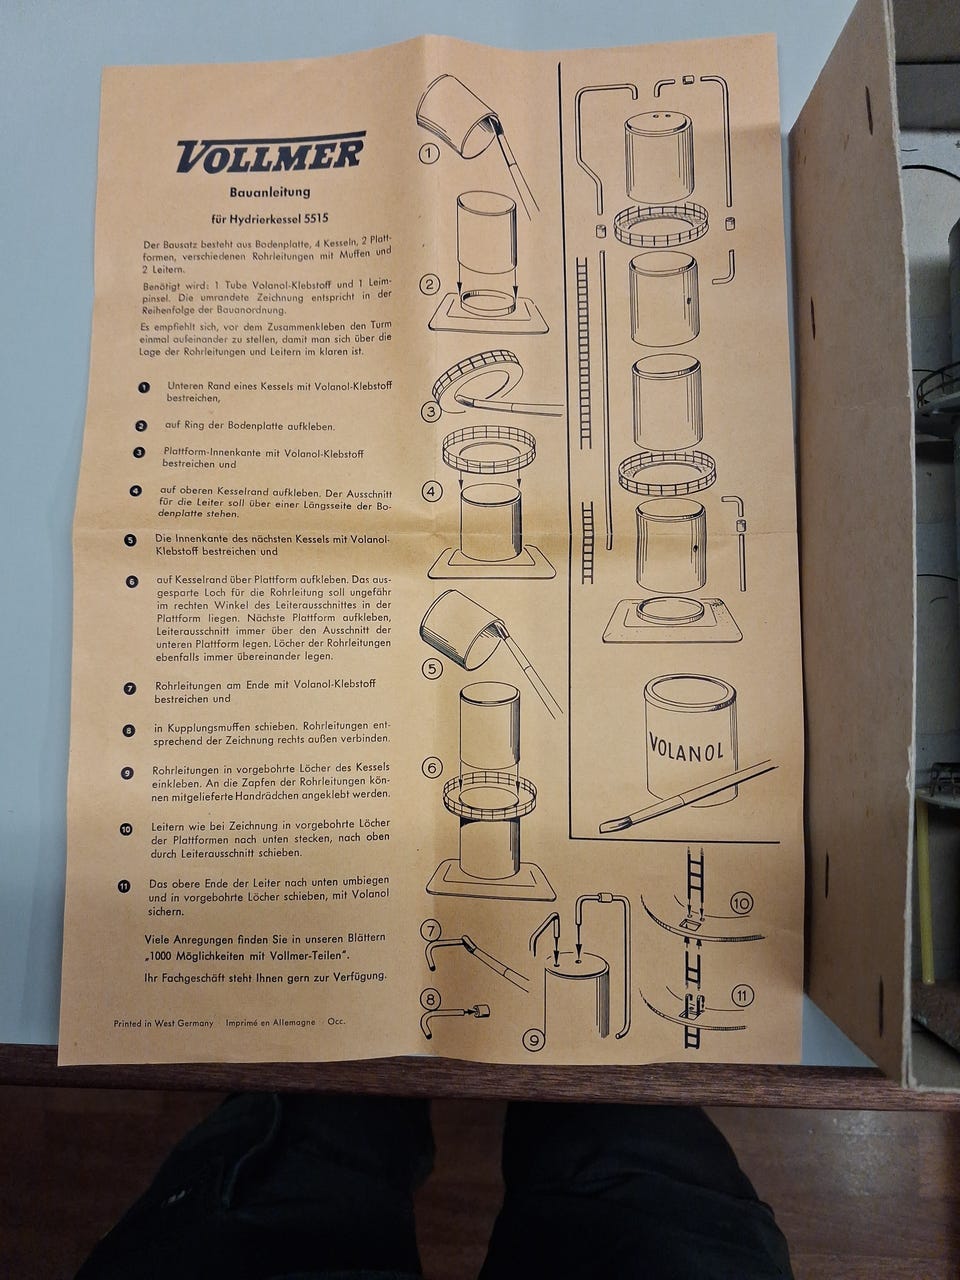 VOLLMER
Bauanleitung
für Hydrierkessel 5515
Der Bausatz besteht aus Bodenplatte, 4 Kesseln, 2 Platt-
formen, verschiedenen Rohrleitungen mit Muffen und
2 Leitern.
Benötigt wird: 1 Tube Volanol-Klebstoff und 1 Leim-
pinsel. Die umrandete Zeichnung entspricht in der
Reihenfolge der Bauanordnung.
Es empfiehlt sich, vor dem Zusammenkleben den Turm
einmal aufeinander zu stellen, damit man sich über die
Lage der Rohrleitungen und Leitern im klaren ist.
1 Unteren Rand eines Kessels mit Volanol-Klebstoff
bestreichen,
2 auf Ring der Bodenplatte aufkleben.
3 Plattform-Innenkante mit Volanol-Klebstoff
bestreichen und
4 auf oberen Kesselrand aufkleben. Der Ausschnitt
für die Leiter soll über einer Längsseite der Bo-
denplatte stehen.
5 Die Innenkante des nächsten Kessels mit Volanol-
Klebstoff bestreichen und
6 auf Kesselrand über Plattform aufkleben. Das aus-
gesparte Loch für die Rohrleitung soll ungefähr
im rechten Winkel des Leiterausschnittes in der
Plattform liegen. Nächste Plattform aufkleben,
Leiterausschnitt immer über den Ausschnitt der
unteren Plattform legen. Löcher der Rohrleitungen
ebenfalls immer übereinander legen.
7 Rohrleitungen am Ende mit Volanol-Klebstoff
bestreichen und
8 in Kupplungsmuffen schieben. Rohrleitungen ent-
sprechend der Zeichnung rechts außen verbinden.
9 Rohrleitungen in vorgebohrte Löcher des Kessels
einkleben. An die Zapfen der Rohrleitungen kön-
nen mitgelieferte Handrädchen angeklebt werden.
10 Leitern wie bei Zeichnung in vorgebohrte Löcher
der Plattformen nach unten stecken, nach oben
durch Leiterausschnitt schieben.
11 Das obere Ende der Leiter nach unten umbiegen
und in vorgebohrte Löcher schieben, mit Volanol
sichern.
Viele Anregungen finden Sie in unseren Blättern
„1000 Möglichkeiten mit Vollmer-Teilen".
Ihr Fachgeschäft steht Ihnen gern zur Verfügung.
Printed in West Germany Imprimé en Allemagne Occ.
1
2
3
4
5
6
7
8
9
VOLANOL
10
11